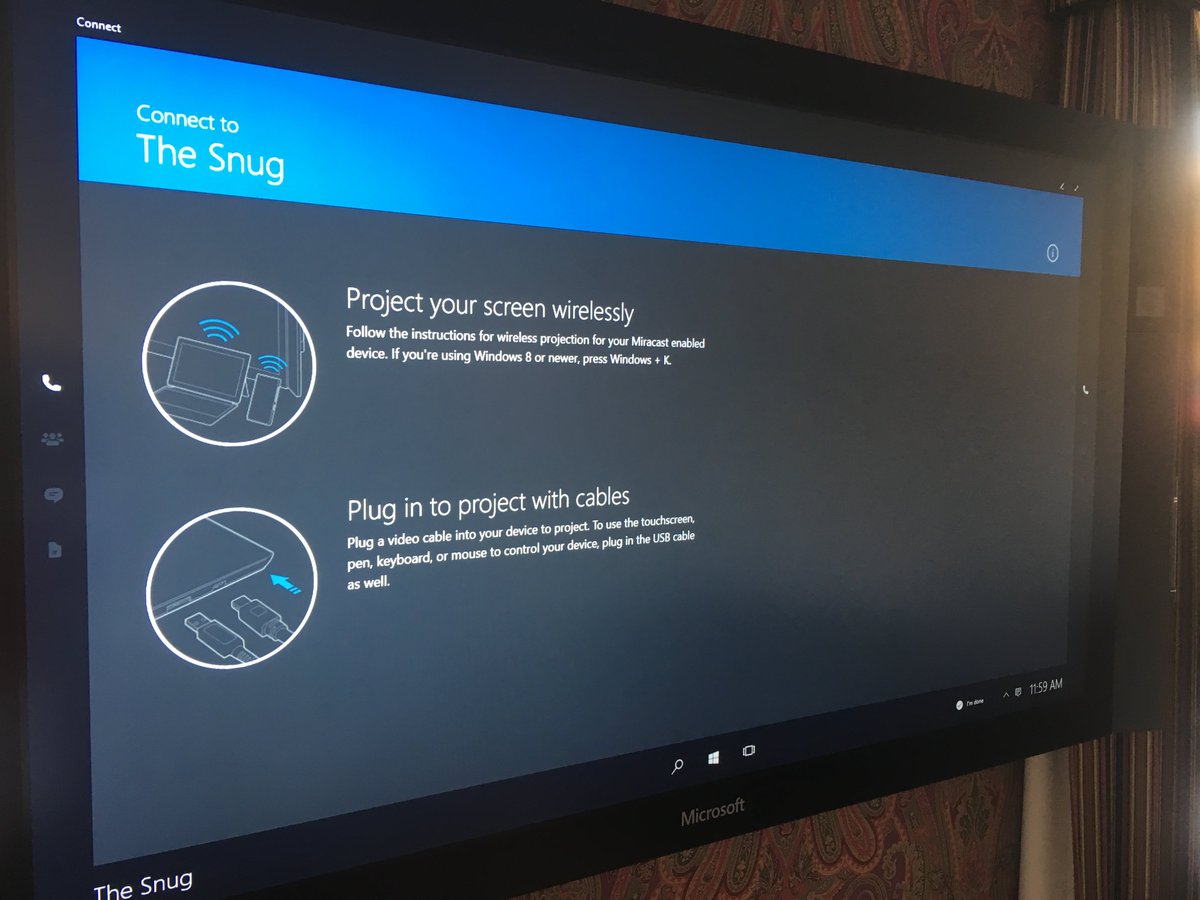 Connect
Connect to
The Snug
Project your screen wirelessly
Follow the instructions for wireless projection for your Miracast enabled
device. If you're using Windows 8 or newer, press Windows + K.
Plug in to project with cables
Plug a video cable into your device to project. To use the touchscreen,
pen, keyboard, or mouse to control your device, plug in the USB cable
as well.
I'm done
11:59 AM
Microsoft
The Snug